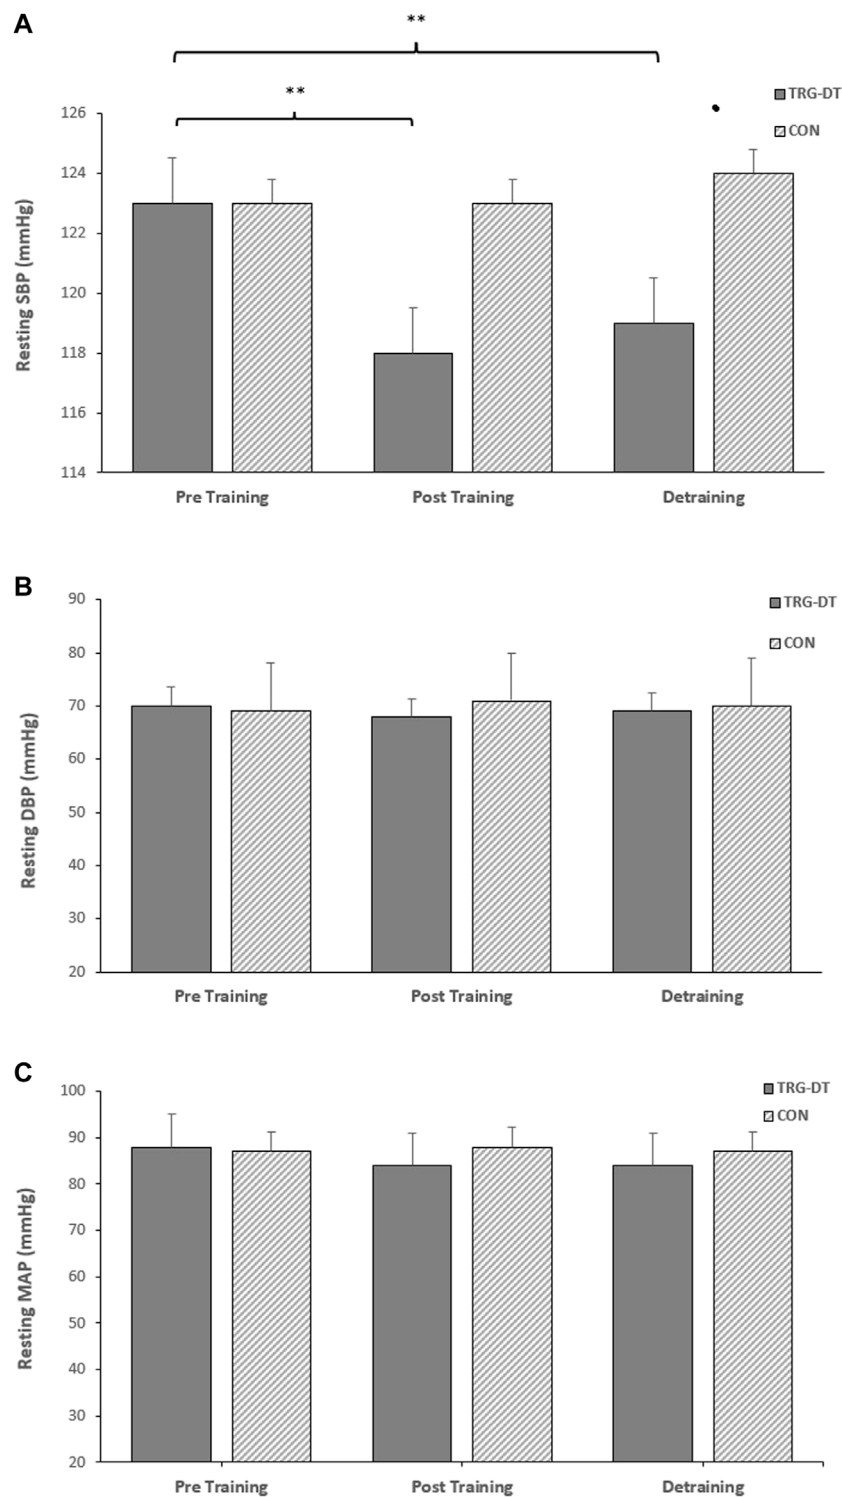 A
**
**
TRG-DT
CON
126
124
122
120
118
116
114
Resting SBP (mmHg)
Pre Training Post Training Detraining
B
TRG-DT
CON
90
80
70
60
50
40
30
20
Resting DBP (mmHg)
Pre Training Post Training Detraining
C
TRG-DT
CON
100
90
80
70
60
50
40
30
20
Resting MAP (mmHg)
Pre Training Post Training Detraining